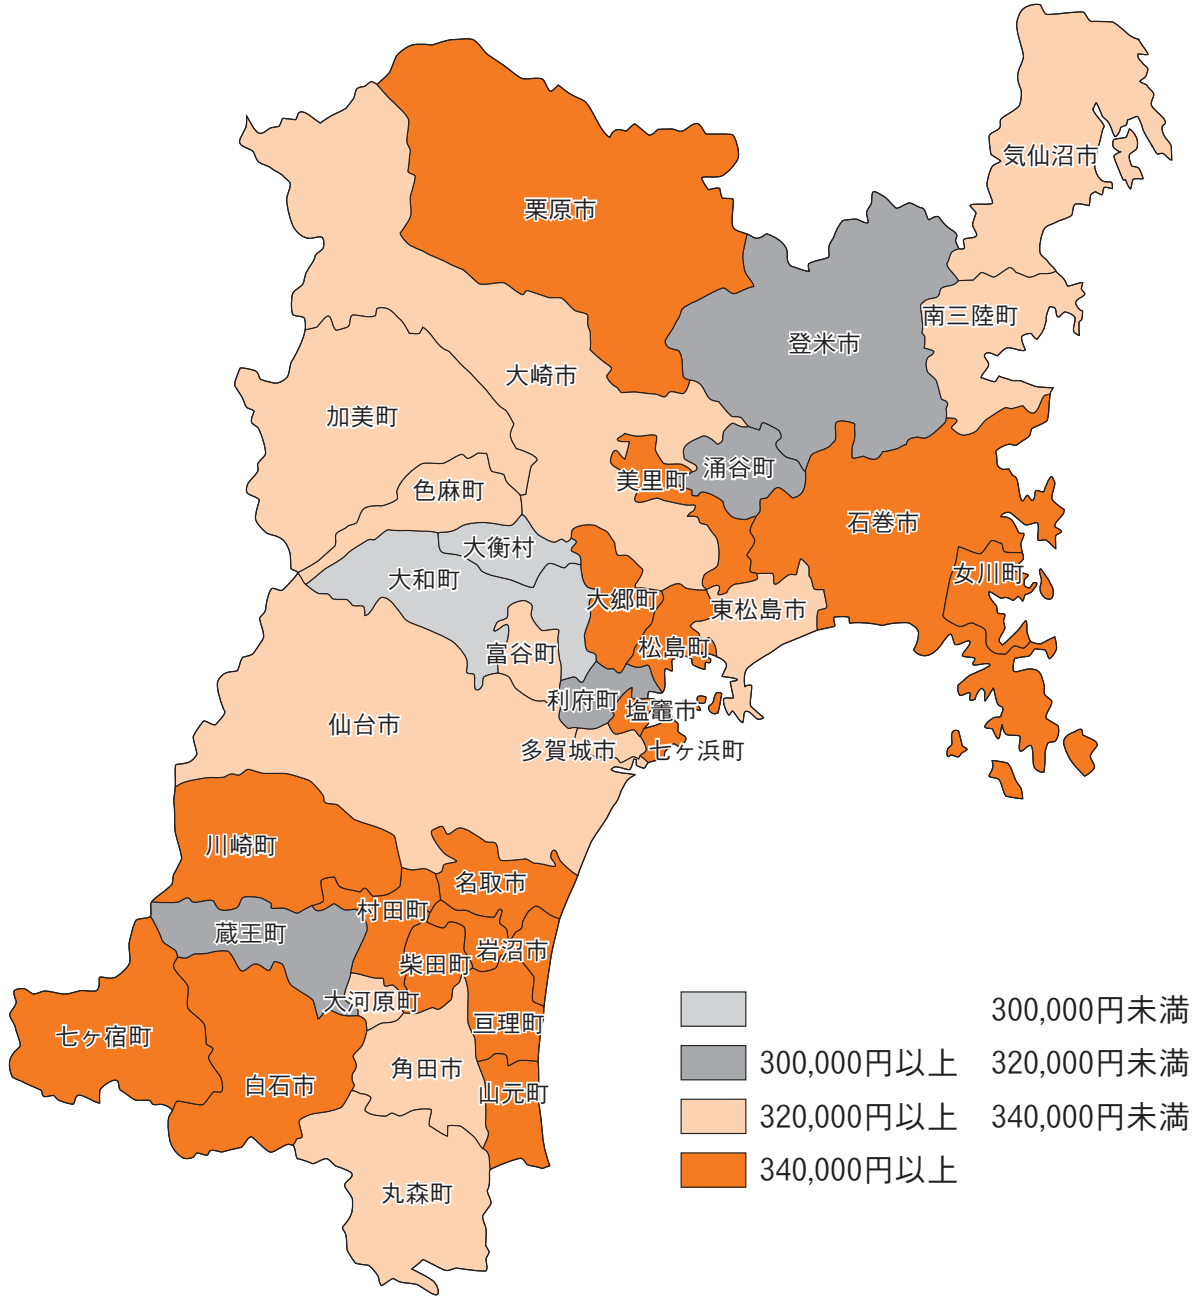 気仙沼市
栗原市
南三陸町
登米市
大崎市
加美町
涌谷町
美里町
色麻町
石巻市
大衡村
女川町
大和町
大郷町
東松島市
松島町
富谷町
利府町
塩竈市
仙台市
多賀城市
七ヶ浜町
川崎町
名取市
村田町
蔵王町
岩沼市
柴田町
大河原町
亘理町
七ヶ宿町
角田市
白石市
山元町
丸森町
300,000円未満
300,000円以上 320,000円未満
320,000円以上 340,000円未満
340,000円以上